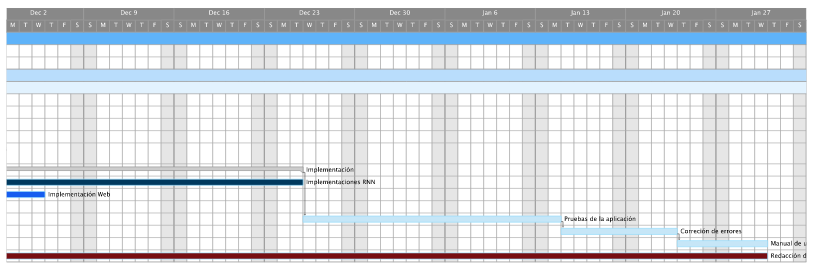 Dec 2 Dec 9 Dec 16 Dec 23 Dec 30 Jan 6 Jan 13 Jan 20 Jan 27
M T W T F S S M T W T F S S M T W T F S S M T W T F S S M T W T F S S M T W T F S S M T W T F S S M T W T F S S M T W T F S
Implementación
Implementaciones RNN
Implementación Web
Pruebas de la aplicación
Correción de errores
Manual de u
Redacción d